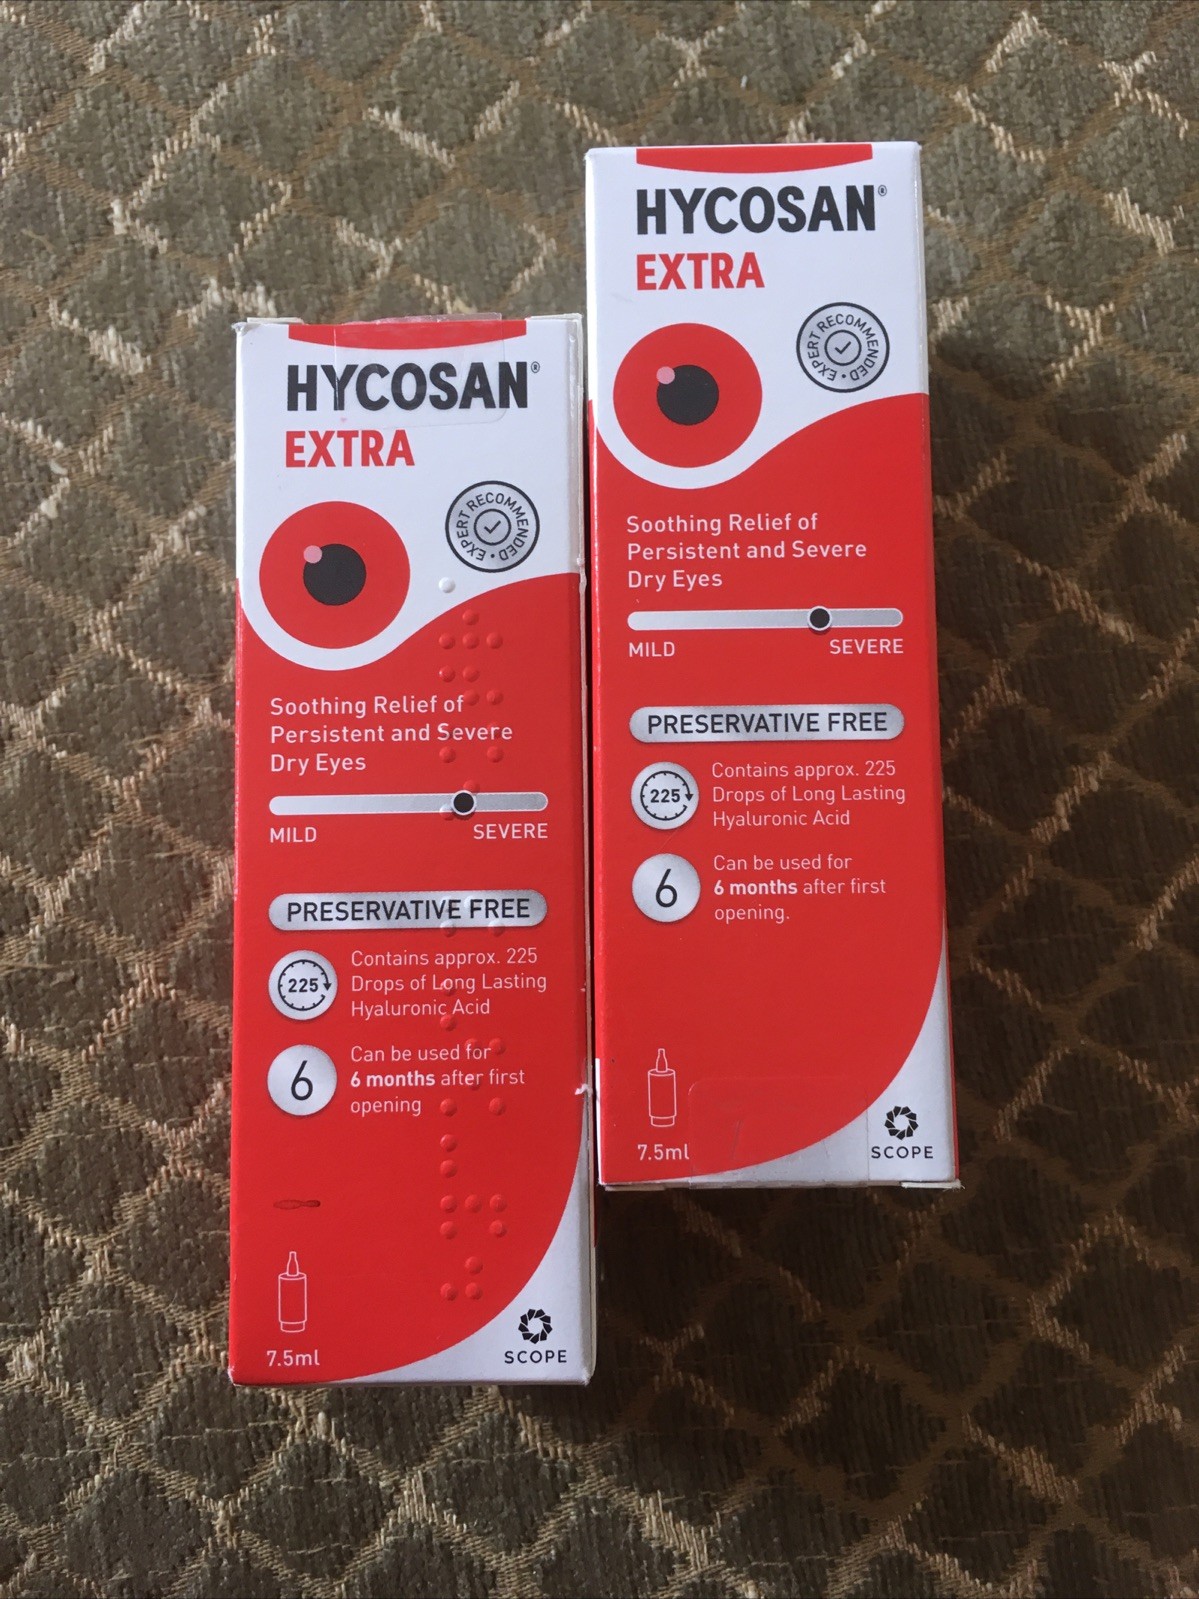 HYCOSAN®
EXTRA
EXPERT RECOMMENDED
Soothing Relief of
Persistent and Severe
Dry Eyes
MILD
SEVERE
PRESERVATIVE FREE
225
Contains approx. 225
Drops of Long Lasting
Hyaluronic Acid
6
Can be used for
6 months after first
opening
7.5ml
SCOPE
HYCOSAN®
EXTRA
EXPERT RECOMMENDED
Soothing Relief of
Persistent and Severe
Dry Eyes
MILD
SEVERE
PRESERVATIVE FREE
225
Contains approx. 225
Drops of Long Lasting
Hyaluronic Acid
6
Can be used for
6 months after first
opening.
7.5ml
SCOPE